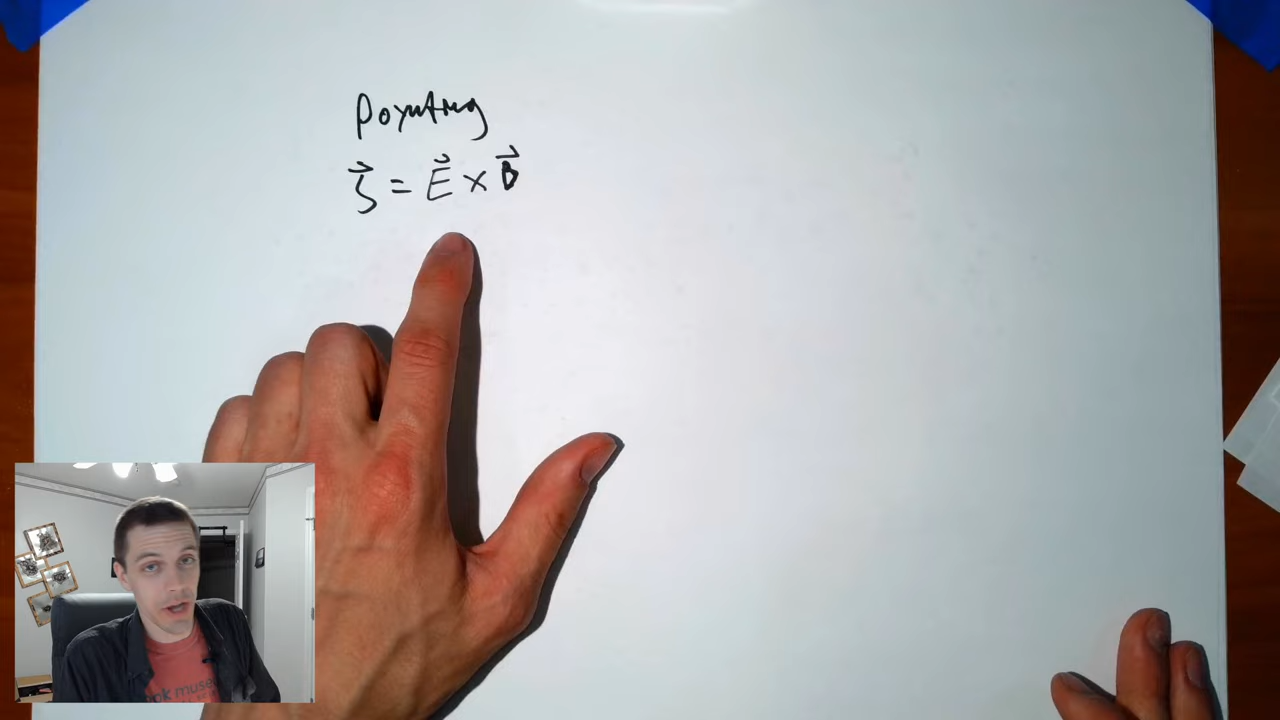 Poynting
S⃗ = E⃗ × B⃗